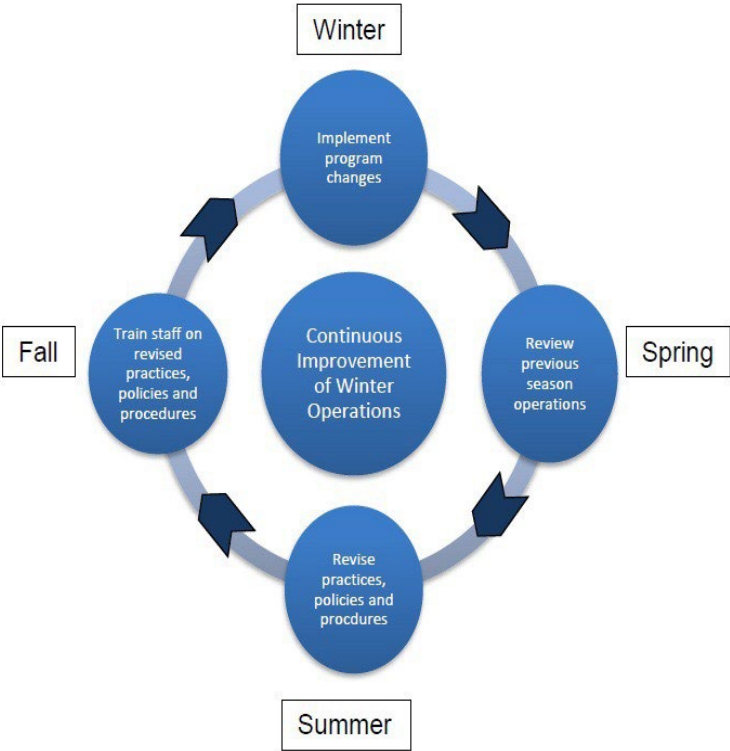 Winter
Implement
program
changes
Fall
Train staff on
revised
practices,
policies and
procedures
Continuous
Improvement
of Winter
Operations
Review
previous
season
operations
Spring
Revise
practices,
policies and
procdures
Summer